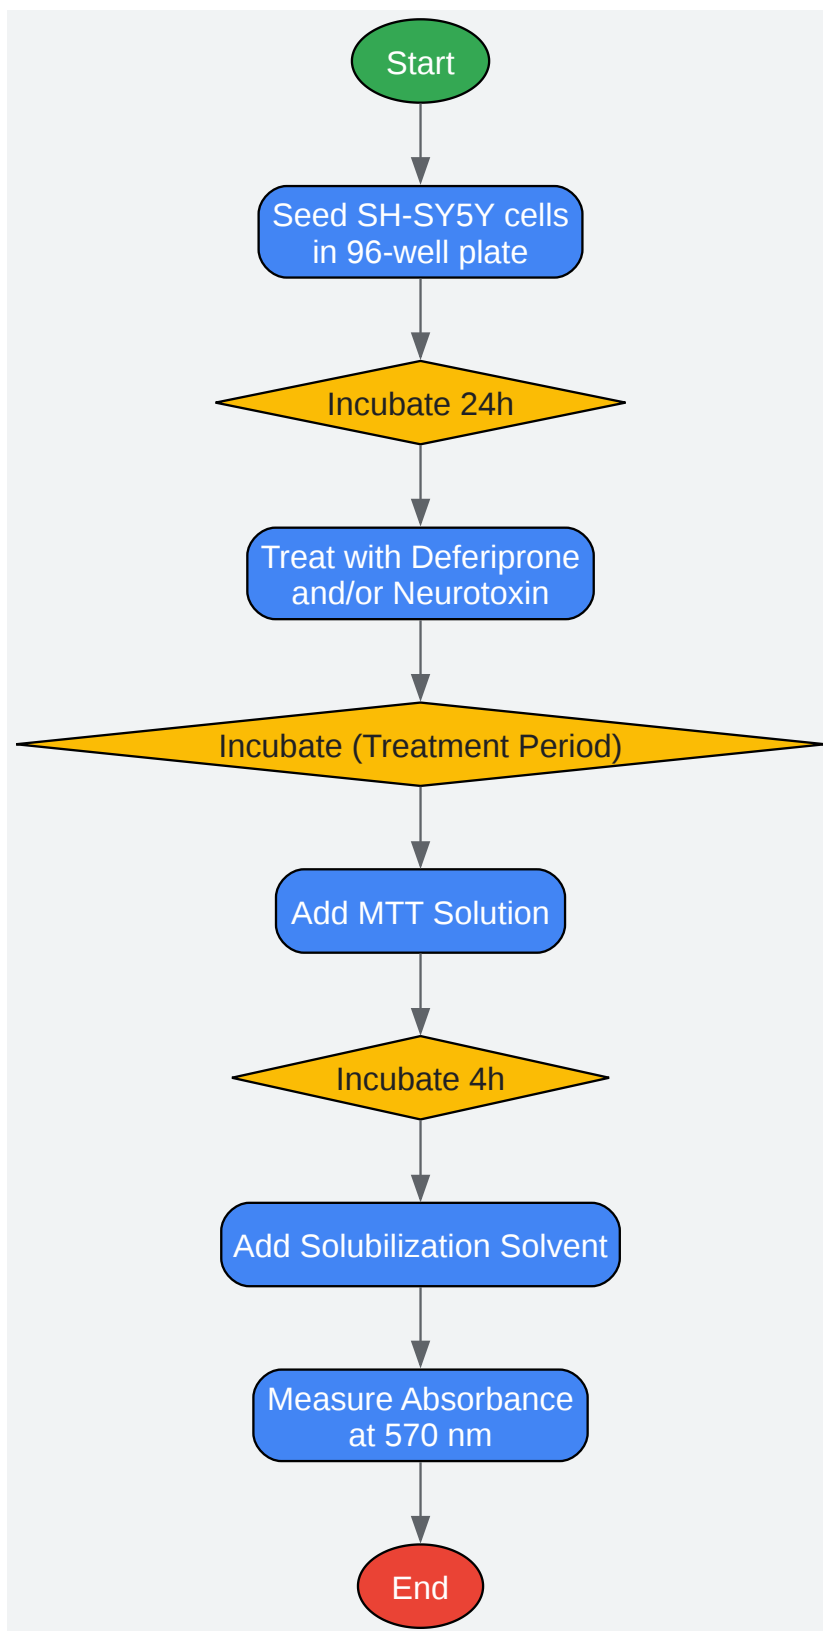 Start
Seed SH-SY5Y cells
in 96-well plate
Incubate 24h
Treat with Deferiprone
and/or Neurotoxin
Incubate (Treatment Period)
Add MTT Solution
Incubate 4h
Add Solubilization Solvent
Measure Absorbance
at 570 nm
End